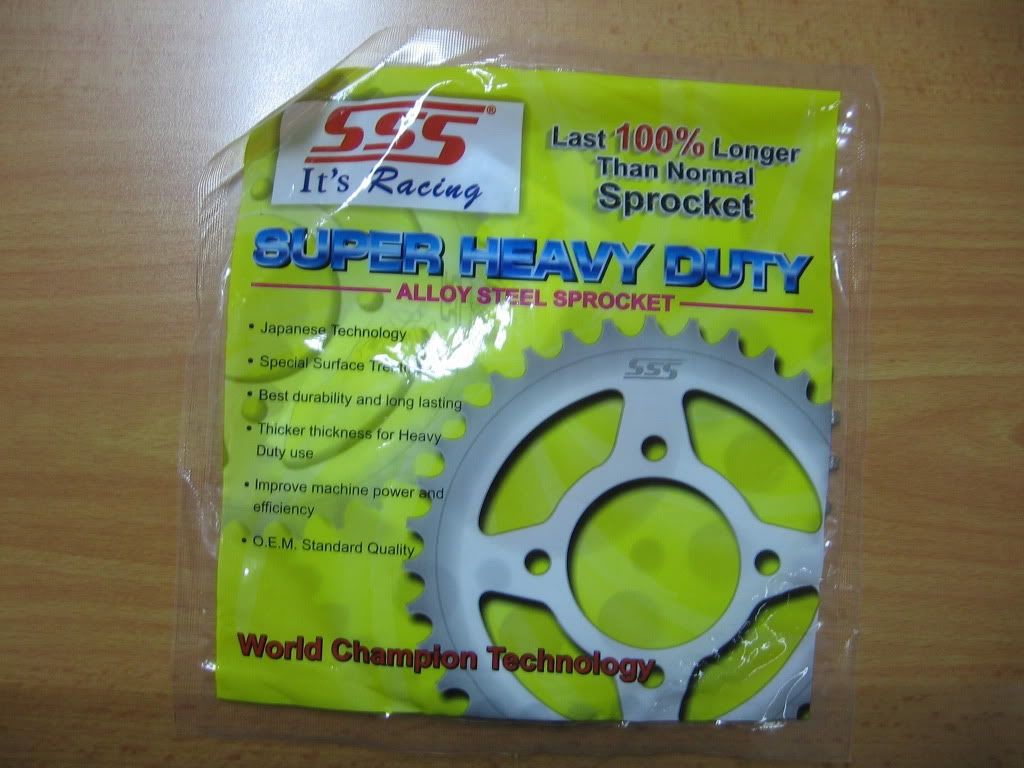 SSS®
It's Racing
Last 100% Longer
Than Normal
Sprocket
SUPER HEAVY DUTY
ALLOY STEEL SPROCKET
• Japanese Technology
• Special Surface
• Best durability and long lasting
• Thicker thickness for Heavy
Duty use
• Improve machine power and
efficiency
• O.E.M. Standard Quality
SSS
World Champion Technology